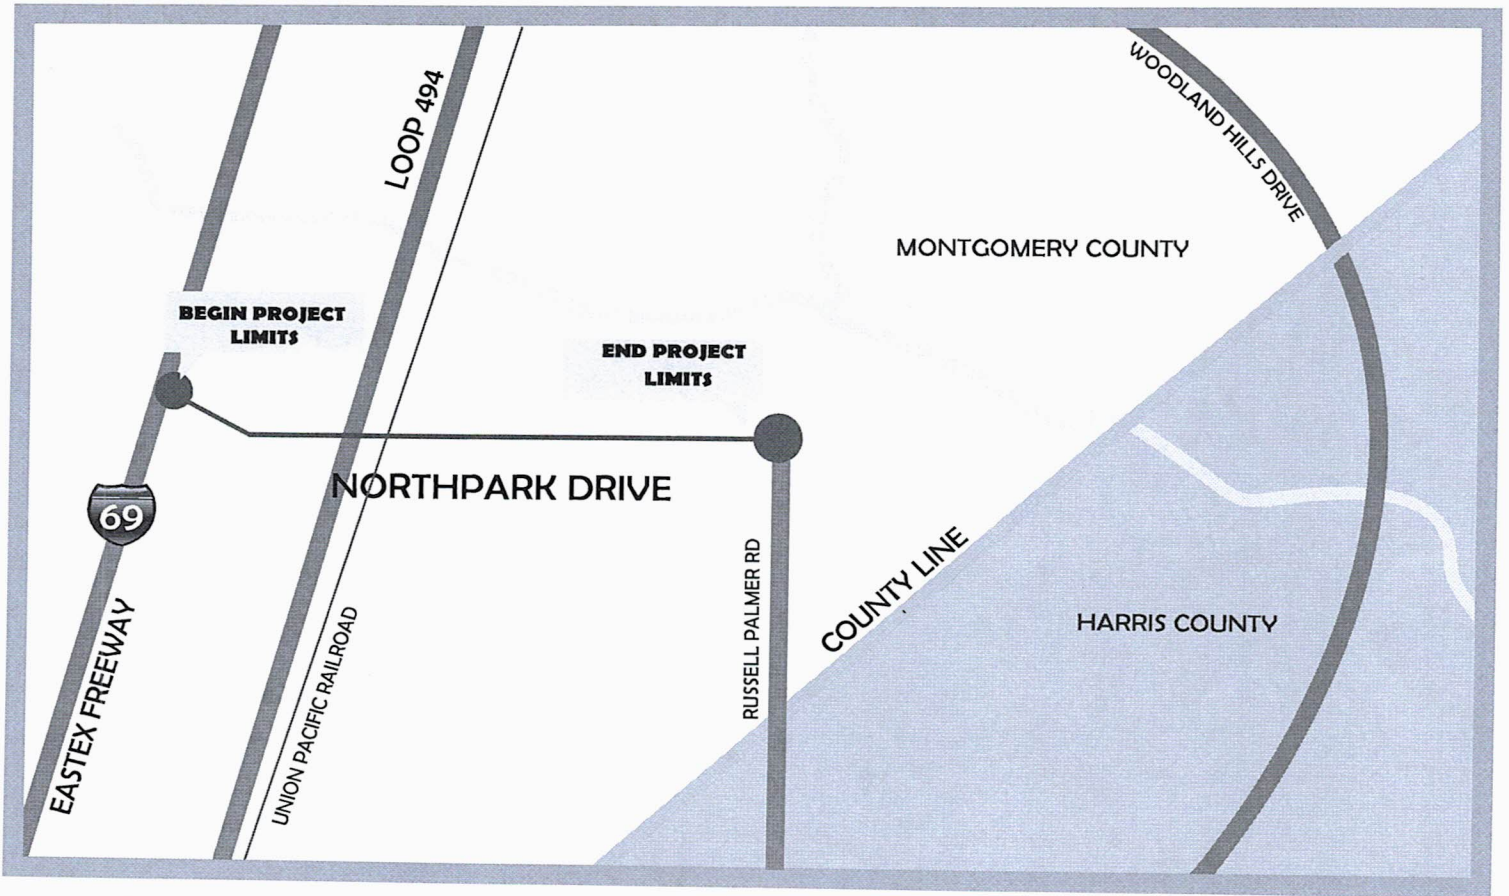 WOODLAND HILLS DRIVE
LOOP 494
MONTGOMERY COUNTY
BEGIN PROJECT
LIMITS
END PROJECT
LIMITS
NORTHPARK DRIVE
69
COUNTY LINE
RUSSELL PALMER RD
HARRIS COUNTY
EASTEX FREEWAY
UNION PACIFIC RAILROAD